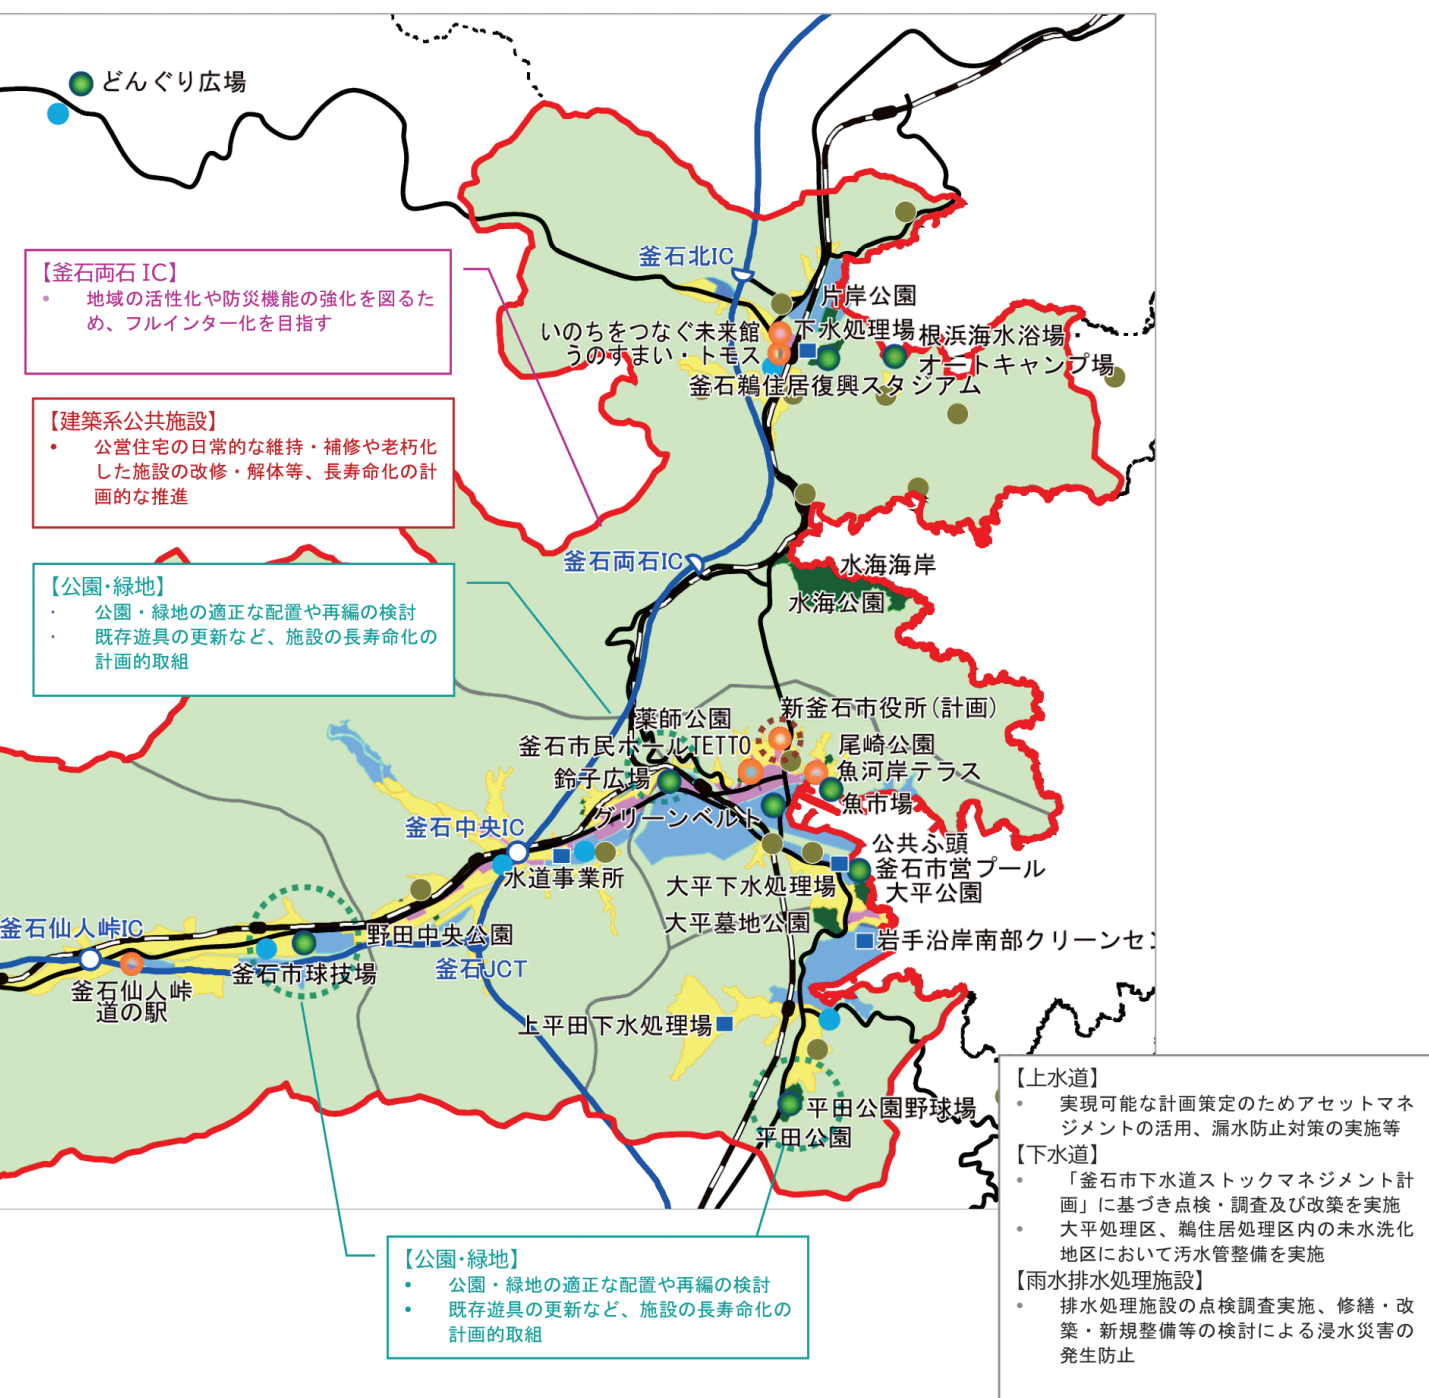 どんぐり広場
釜石北IC
【釜石両石 IC】
• 地域の活性化や防災機能の強化を図るた
め、フルインター化を目指す
片岸公園
いのちをつなぐ未来館
下水処理場
根浜海水浴場・
オートキャンプ場
うのすまい・トモス
釜石鵜住居復興スタジアム
【建築系公共施設】
• 公営住宅の日常的な維持・補修や老朽化
した施設の改修・解体等、長寿命化の計
画的な推進
釜石両石IC
水海海岸
水海公園
【公園・緑地】
・ 公園・緑地の適正な配置や再編の検討
・ 既存遊具の更新など、施設の長寿命化の
計画的取組
新釜石市役所(計画)
薬師公園
釜石市民ホールTETTO
尾崎公園
鈴子広場
魚河岸テラス
魚市場
グリーンベルト
釜石中央IC
公共ふ頭
釜石市営プール
水道事業所
大平下水処理場
大平公園
大平墓地公園
釜石仙人峠IC
野田中央公園
岩手沿岸南部クリーンセン
釜石市球技場
釜石JCT
釜石仙人峠
道の駅
上平田下水処理場
平田公園野球場
平田公園
【上水道】
• 実現可能な計画策定のためアセットマネ
ジメントの活用、漏水防止対策の実施等
【下水道】
• 「釜石市下水道ストックマネジメント計
画」に基づき点検・調査及び改築を実施
• 大平処理区、鵜住居処理区内の未水洗化
地区において汚水管整備を実施
【雨水排水処理施設】
• 排水処理施設の点検調査実施、修繕・改
築・新規整備等の検討による浸水災害の
発生防止
【公園・緑地】
• 公園・緑地の適正な配置や再編の検討
• 既存遊具の更新など、施設の長寿命化の
計画的取組